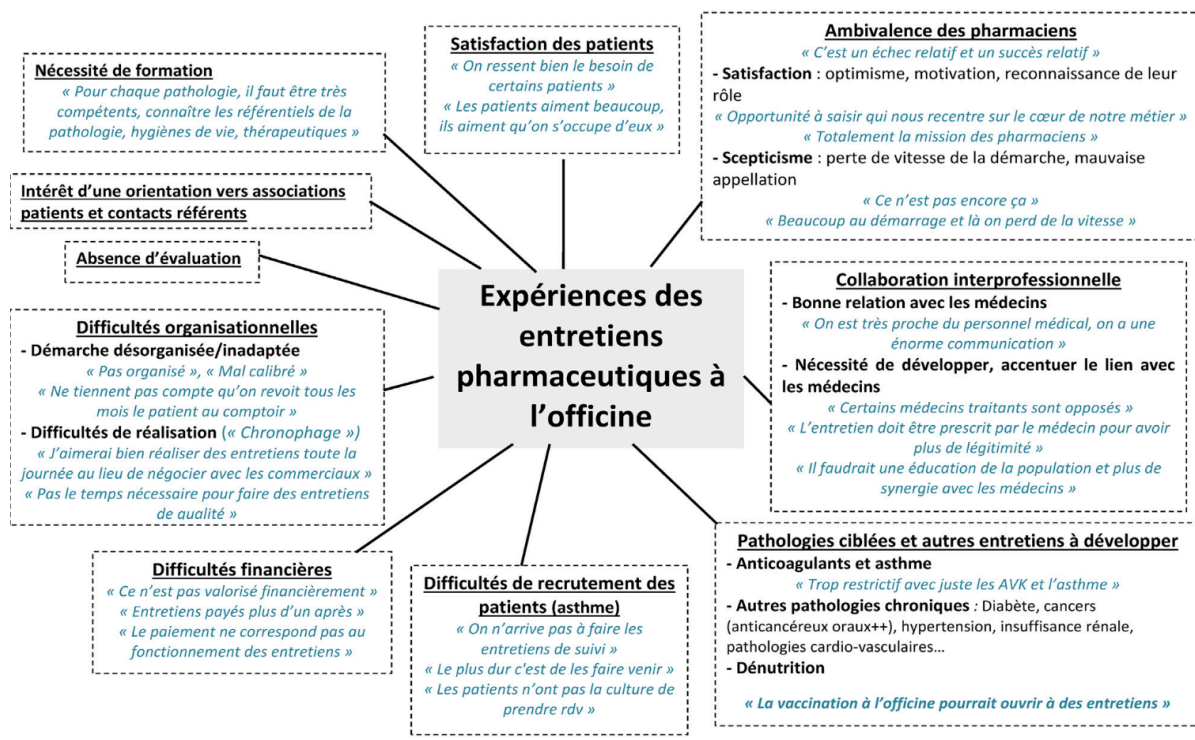 Nécessité de formation
« Pour chaque pathologie, il faut être très
compétents, connaître les référentiels de la
pathologie, hygiènes de vie, thérapeutiques »
Satisfaction des patients
« On ressent bien le besoin de
certains patients »
« Les patients aiment beaucoup,
ils aiment qu’on s’occupe d’eux »
Ambivalence des pharmaciens
« C’est un échec relatif et un succès relatif »
- Satisfaction : optimisme, motivation, reconnaissance de leur
rôle
« Opportunité à saisir qui nous recentre sur le cœur de notre métier »
« Totalement la mission des pharmaciens »
- Scepticisme : perte de vitesse de la démarche, mauvaise
appellation
« Ce n’est pas encore ça »
« Beaucoup au démarrage et là on perd de la vitesse »
Intérêt d’une orientation vers associations
patients et contacts référents
Absence d’évaluation
Expériences des
entretiens
pharmaceutiques à
l’officine
Collaboration interprofessionnelle
- Bonne relation avec les médecins
« On est très proche du personnel médical, on a une
énorme communication »
- Nécessité de développer, accentuer le lien avec
les médecins
« Certains médecins traitants sont opposés »
« L’entretien doit être prescrit par le médecin pour avoir
plus de légitimité »
« Il faudrait une éducation de la population et plus de
synergie avec les médecins »
Difficultés organisationnelles
- Démarche désorganisée/inadaptée
« Pas organisé », « Mal calibré »
« Ne tiennent pas compte qu’on revoit tous les
mois le patient au comptoir »
- Difficultés de réalisation (« Chronophage »)
« J’aimerai bien réaliser des entretiens toute la
journée au lieu de négocier avec les commerciaux »
« Pas le temps nécessaire pour faire des entretiens
de qualité »
Difficultés financières
« Ce n’est pas valorisé financièrement »
« Entretiens payés plus d’un après »
« Le paiement ne correspond pas au
fonctionnement des entretiens »
Difficultés de recrutement des
patients (asthme)
« On n’arrive pas à faire les
entretiens de suivi »
« Le plus dur c'est de les faire venir »
« Les patients n’ont pas la culture de
prendre rdv »
Pathologies ciblées et autres entretiens à développer
- Anticoagulants et asthme
« Trop restrictif avec juste les AVK et l’asthme »
- Autres pathologies chroniques : Diabète, cancers
(anticancéreux oraux++), hypertension, insuffisance rénale,
pathologies cardio-vasculaires...
- Dénutrition
« La vaccination à l’officine pourrait ouvrir à des entretiens »